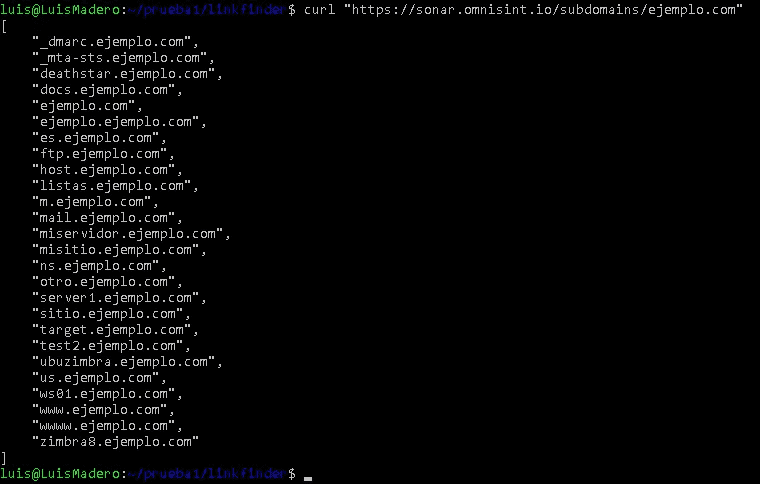 luis@LuisMadero:~/prueba1/linkfinder$ curl "https://sonar.omnisint.io/subdomains/ejemplo.com"
[
    "_dmarc.ejemplo.com",
    "_mta-sts.ejemplo.com",
    "deathstar.ejemplo.com",
    "docs.ejemplo.com",
    "ejemplo.com",
    "ejemplo.ejemplo.com",
    "es.ejemplo.com",
    "ftp.ejemplo.com",
    "host.ejemplo.com",
    "listas.ejemplo.com",
    "m.ejemplo.com",
    "mail.ejemplo.com",
    "miservidor.ejemplo.com",
    "misitio.ejemplo.com",
    "ns.ejemplo.com",
    "otro.ejemplo.com",
    "server1.ejemplo.com",
    "sitio.ejemplo.com",
    "target.ejemplo.com",
    "test2.ejemplo.com",
    "ubuzimbra.ejemplo.com",
    "us.ejemplo.com",
    "ws01.ejemplo.com",
    "www.ejemplo.com",
    "wwww.ejemplo.com",
    "zimbra8.ejemplo.com"
]
luis@LuisMadero:~/prueba1/linkfinder$